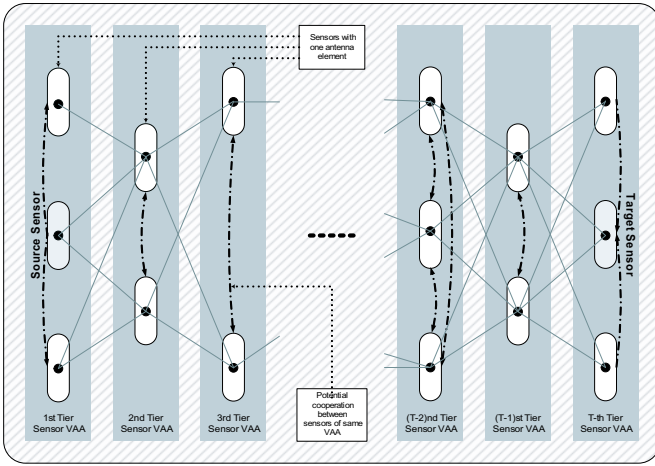 Sensors with
one antenna
element
Source Sensor
Target Sensor
Potential
cooperation
between
sensors of same
VAA
1st Tier
Sensor VAA
2nd Tier
Sensor VAA
3rd Tier
Sensor VAA
(T-2)nd Tier
Sensor VAA
(T-1)st Tier
Sensor VAA
T-th Tier
Sensor VAA